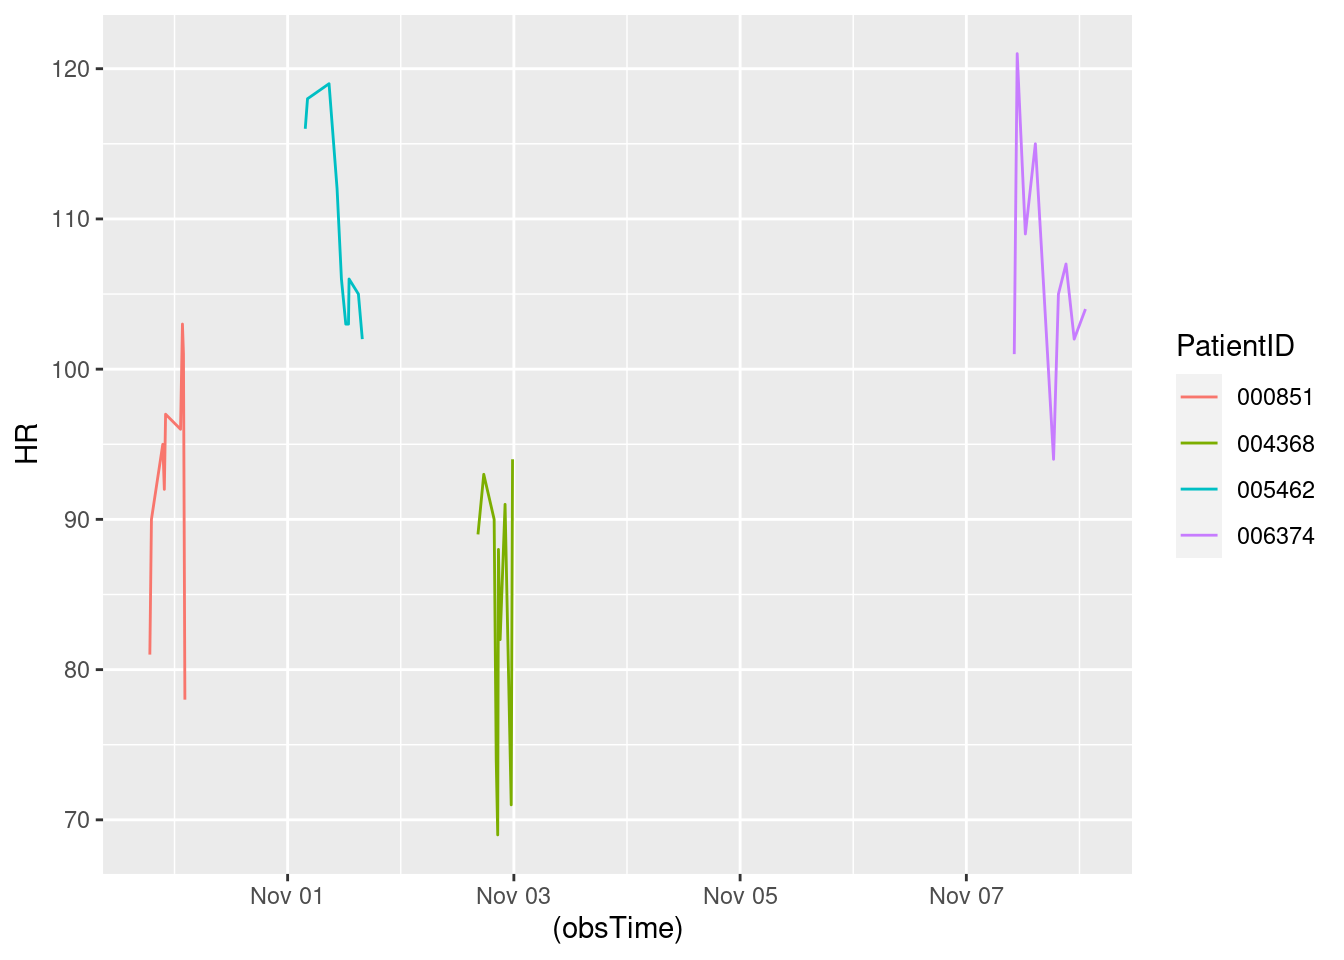 120
110
100
90
80
70
HR
Nov 01
Nov 03
Nov 05
Nov 07
(obsTime)
PatientID
000851
004368
005462
006374